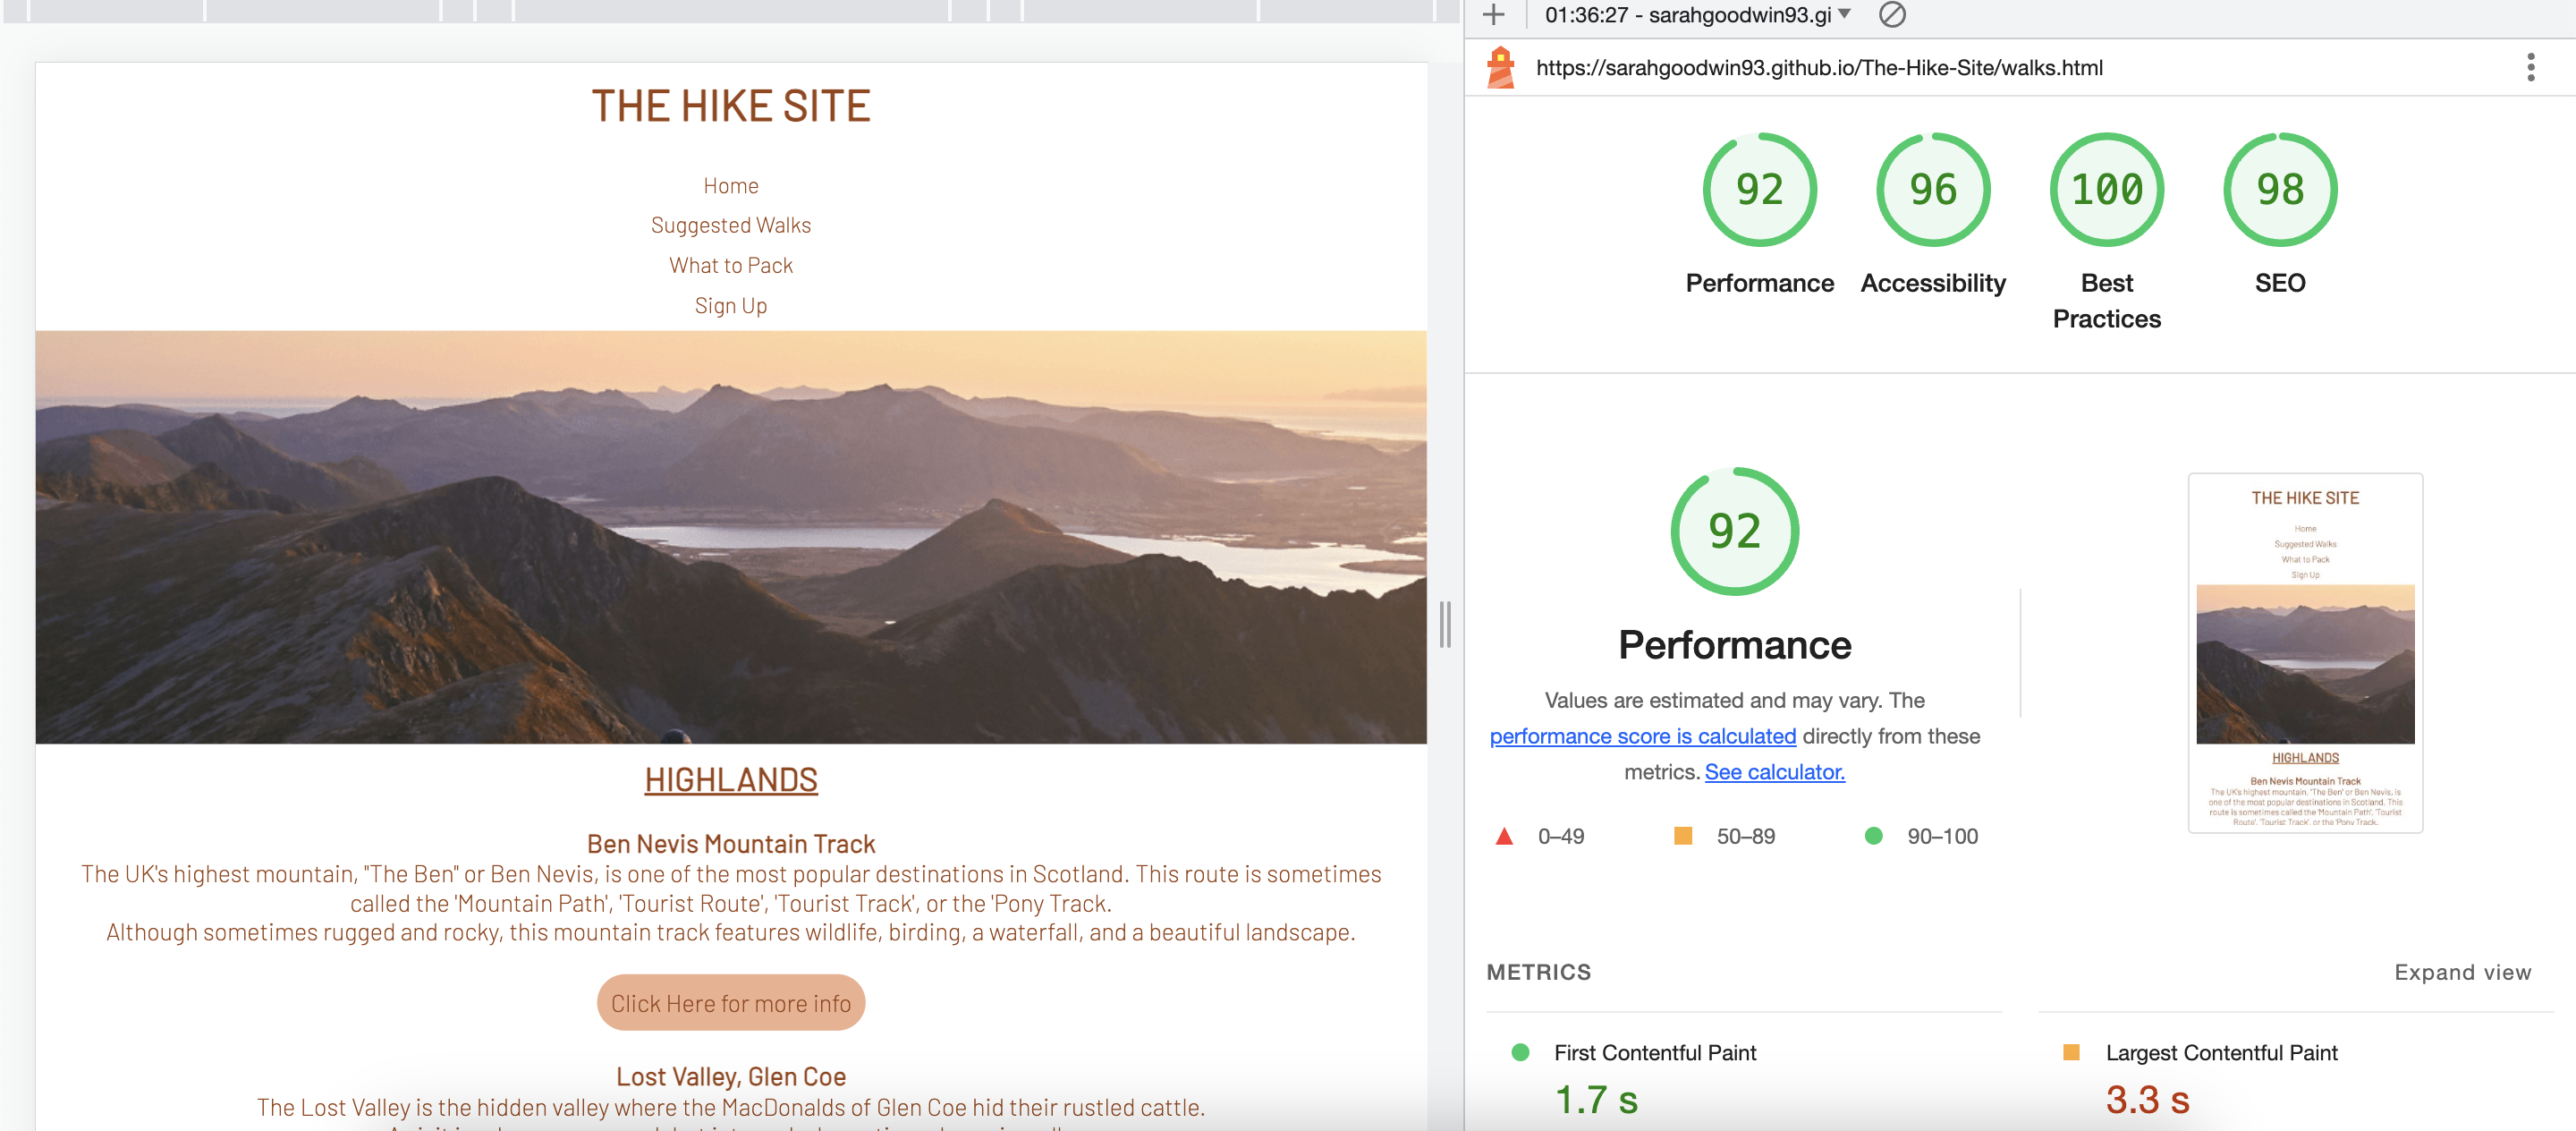 THE HIKE SITE
Home
Suggested Walks
What to Pack
Sign Up
HIGHLANDS
Ben Nevis Mountain Track
The UK's highest mountain, "The Ben" or Ben Nevis, is one of the most popular destinations in Scotland. This route is sometimes
called the 'Mountain Path', 'Tourist Route', 'Tourist Track', or the 'Pony Track.
Although sometimes rugged and rocky, this mountain track features wildlife, birding, a waterfall, and a beautiful landscape.
Click Here for more info
Lost Valley, Glen Coe
The Lost Valley is the hidden valley where the MacDonalds of Glen Coe hid their rustled cattle.
01:36:27 - sarahgoodwin93.gi
https://sarahgoodwin93.github.io/The-Hike-Site/walks.html
92
96
100
98
Performance
Accessibility
Best
Practices
SEO
92
Performance
Values are estimated and may vary. The
performance score is calculated directly from these
metrics. See calculator.
0–49
50–89
90–100
THE HIKE SITE
Home
Suggested Walks
What to Pack
Sign Up
HIGHLANDS
Ben Nevis Mountain Track
The UK's highest mountain, "The Ben" or Ben Nevis, is
one of the most popular destinations in Scotland. This
route is sometimes called the 'Mountain Path', 'Tourist
Route', 'Tourist Track', or the 'Pony Track.
METRICS
Expand view
First Contentful Paint
1.7 s
Largest Contentful Paint
3.3 s